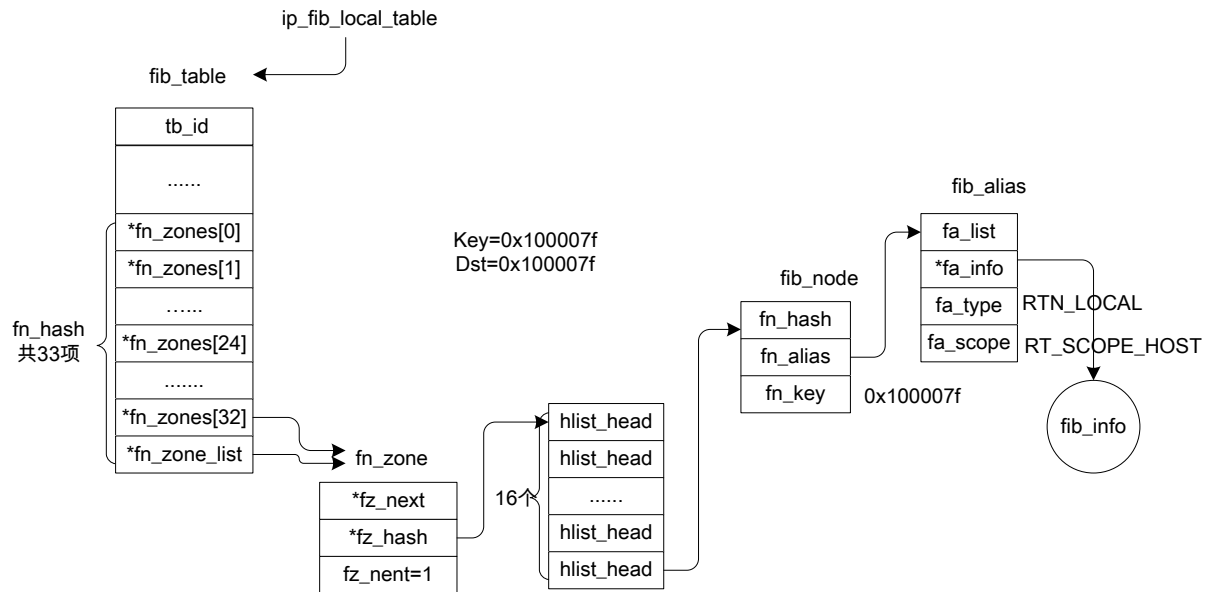 ip_fib_local_table
fib_table
tb_id
......
*fn_zones[0]
*fn_zones[1]
…...
*fn_zones[24]
.......
*fn_zones[32]
*fn_zone_list
fn_hash
共33项
Key=0x100007f
Dst=0x100007f
fn_zone
*fz_next
*fz_hash
fz_nent=1
16个
hlist_head
hlist_head
......
hlist_head
hlist_head
fib_node
fn_hash
fn_alias
fn_key
0x100007f
fib_alias
fa_list
*fa_info
fa_type
RTN_LOCAL
fa_scope
RT_SCOPE_HOST
fib_info